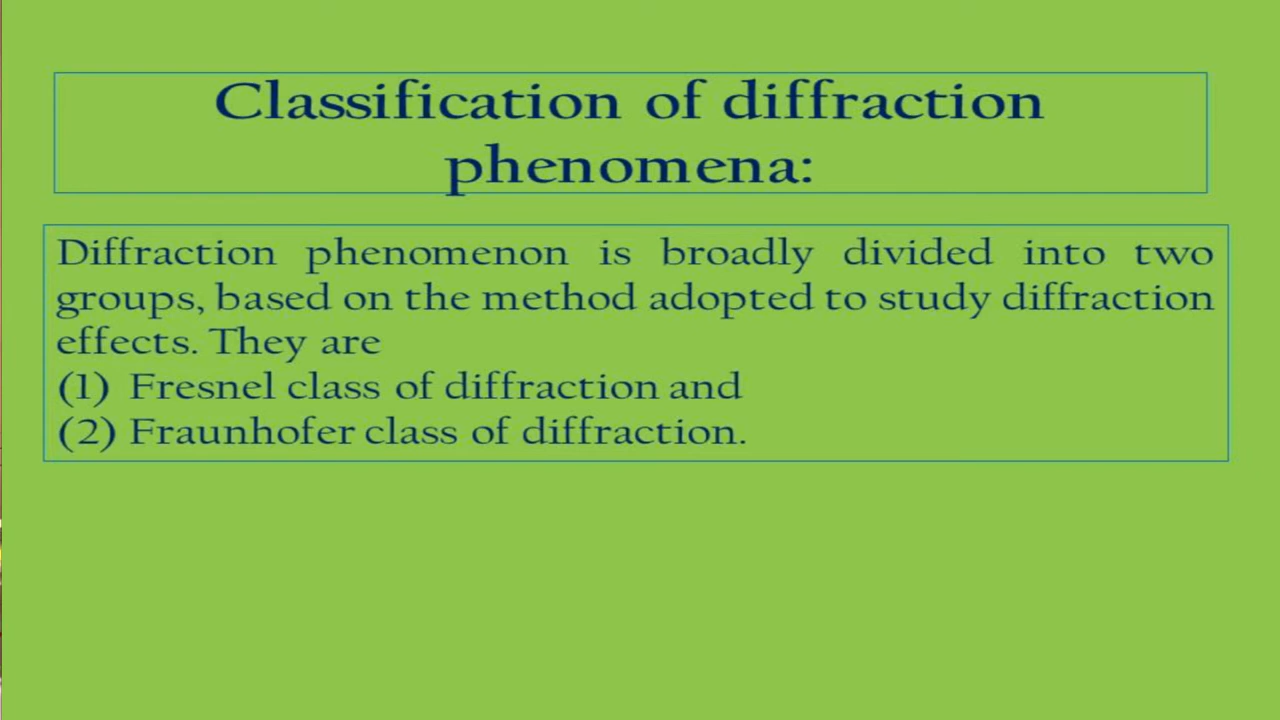 Classification of diffraction
phenomena:
Diffraction phenomenon is broadly divided into two
groups, based on the method adopted to study diffraction
effects. They are
(1) Fresnel class of diffraction and
(2) Fraunhofer class of diffraction.